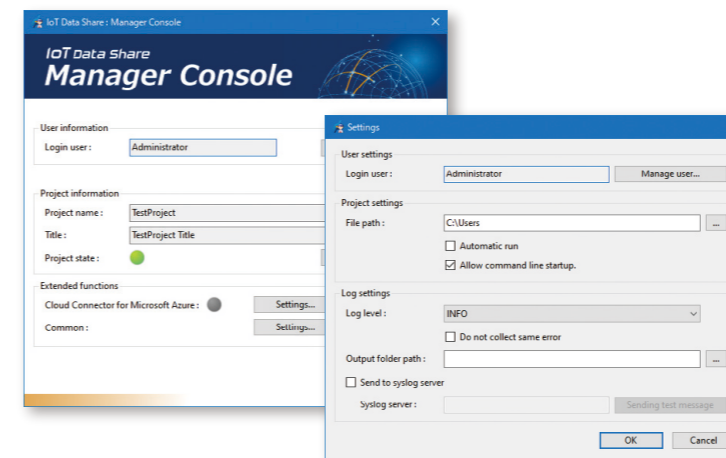 IoT Data Share : Manager Console
IoT Data Share
Manager Console
User information
Login user : Administrator
Project information
Project name : TestProject
Title : TestProject Title
Project state :
Extended functions
Cloud Connector for Microsoft Azure : Settings...
Common : Settings...
Settings
User settings
Login user : Administrator Manage user...
Project settings
File path : C:\Users ...
Automatic run
Allow command line startup.
Log settings
Log level : INFO
Do not collect same error
Output folder path : ...
Send to syslog server
Syslog server : Sending test message
OK Cancel